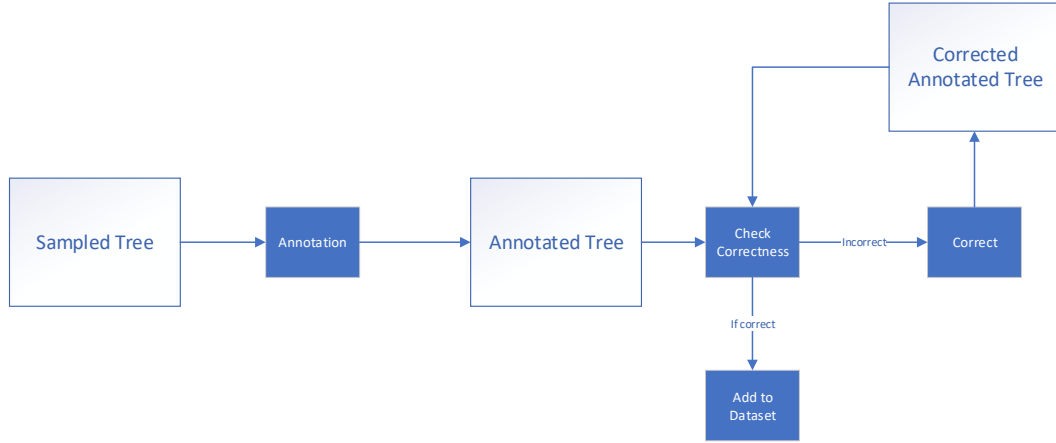 Corrected
Annotated Tree
Sampled Tree
Annotation
Annotated Tree
Check
Correctness
Incorrect
Correct
If correct
Add to
Dataset